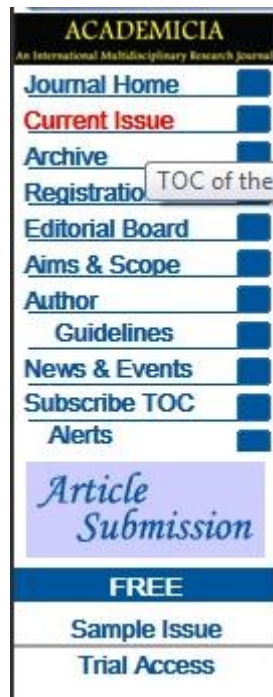 ACADEMICIA
An International Multidisciplinary Research Journal
Journal Home
Current Issue
Archive
TOC of the
Registratio
Editorial Board
Aims & Scope
Author
Guidelines
News & Events
Subscribe TOC
Alerts
Article
Submission
FREE
Sample Issue
Trial Access